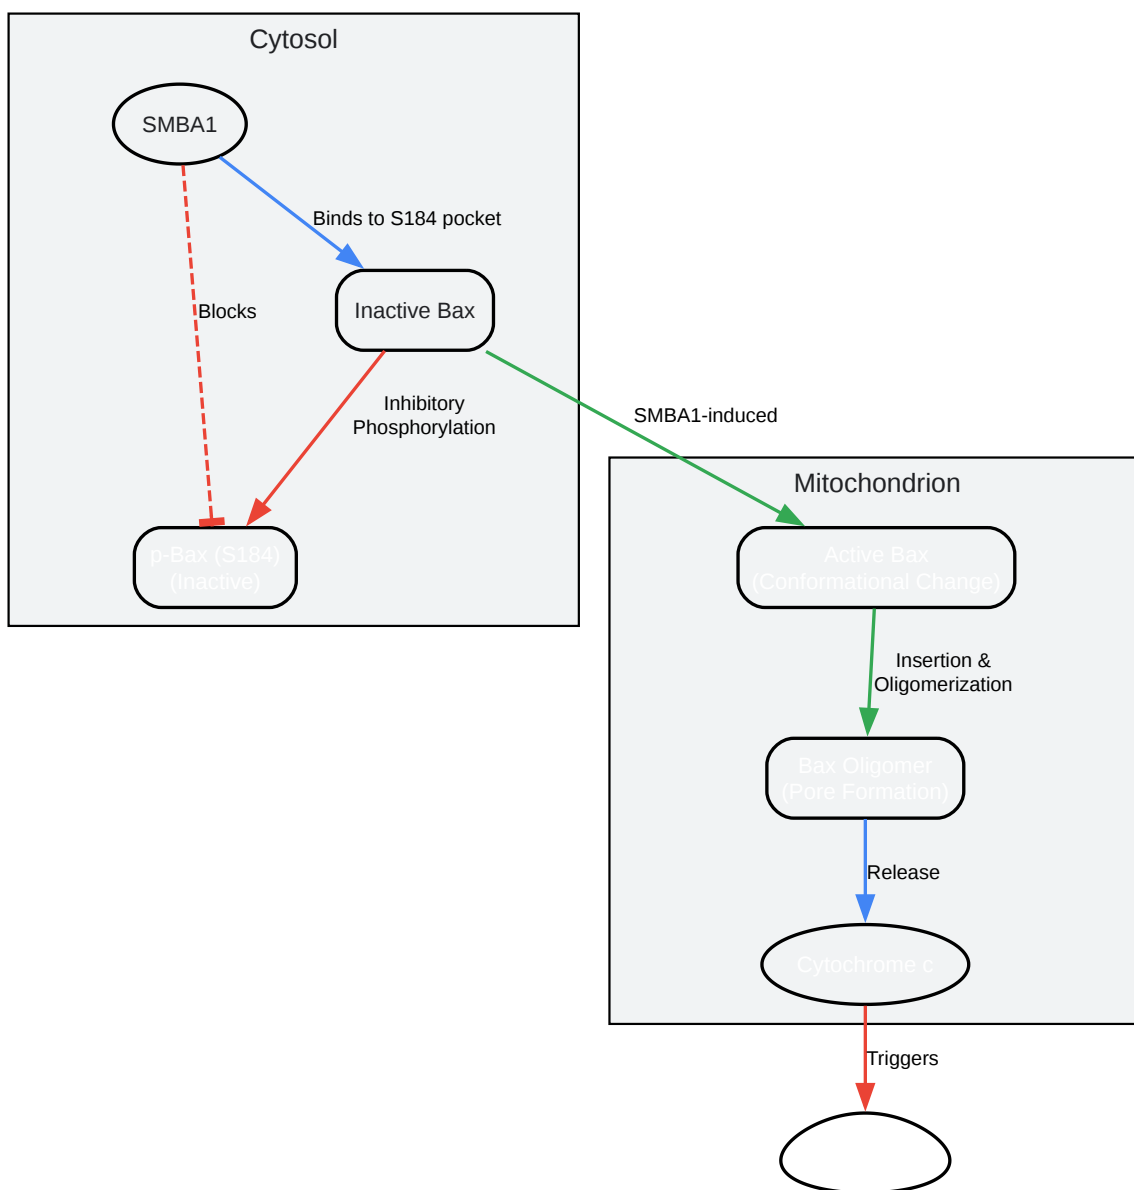 Cytosol
SMBA1
Binds to S184 pocket
Blocks
Inactive Bax
Inhibitory
Phosphorylation
SMBA1-induced
p-Bax (S184)
(Inactive)
Mitochondrion
Active Bax
(Conformational Change)
Insertion &
Oligomerization
Bax Oligomer
(Pore Formation)
Release
Cytochrome c
Triggers